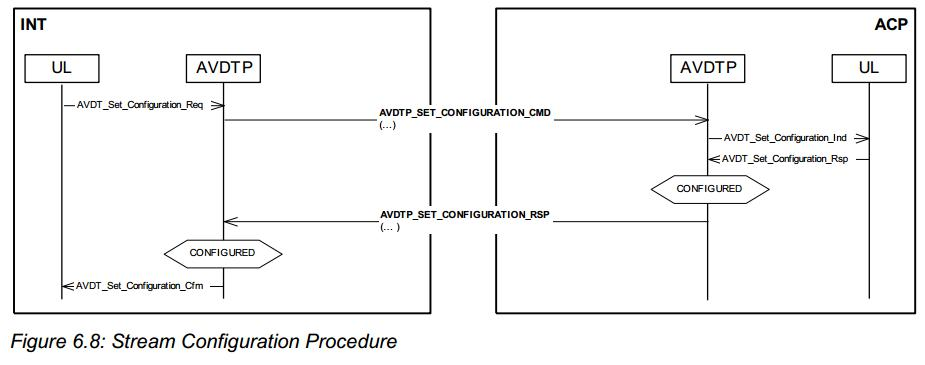 INT
ACP
UL
AVDTP
AVDTP
UL
AVDT_Set_Configuration_Req
AVDTP_SET_CONFIGURATION_CMD
(...)
AVDT_Set_Configuration_Ind
AVDT_Set_Configuration_Rsp
CONFIGURED
AVDTP_SET_CONFIGURATION_RSP
(... )
CONFIGURED
AVDT_Set_Configuration_Cfm
Figure 6.8: Stream Configuration Procedure